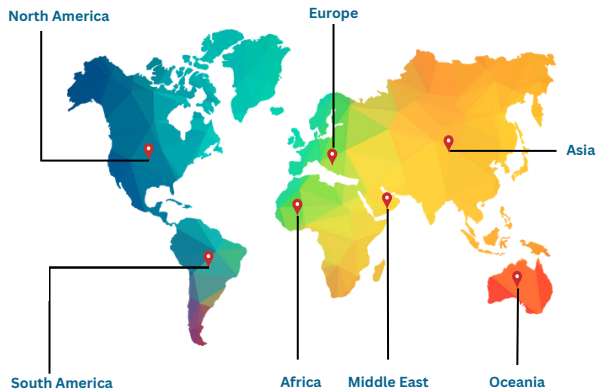 Europe
North America
Asia
South America
Africa
Middle East
Oceania